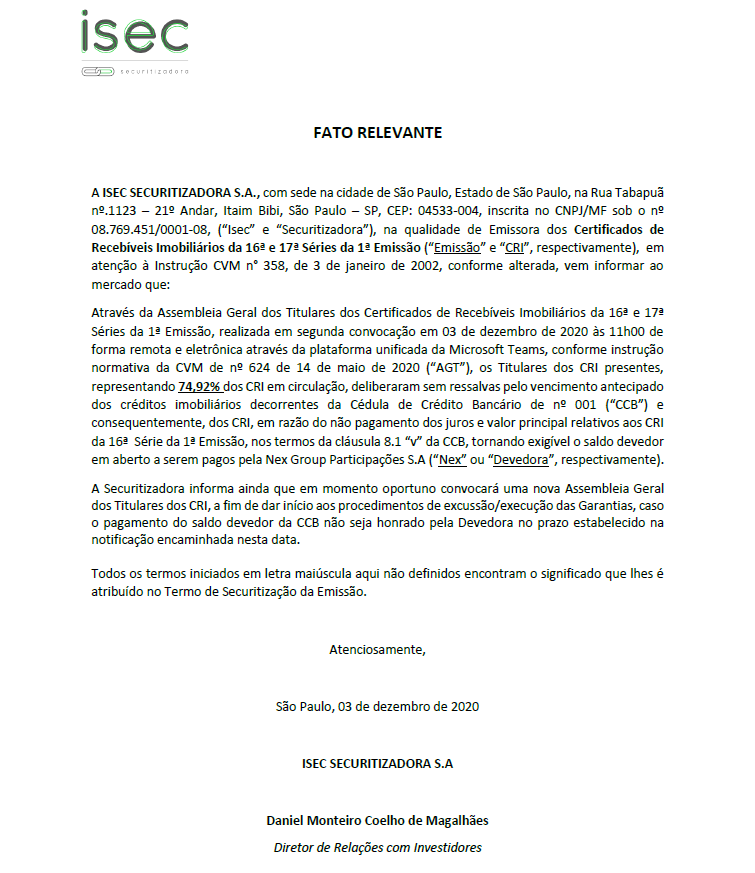 isec
securitizadora
FATO RELEVANTE
A ISEC SECURITIZADORA S.A., com sede na cidade de São Paulo, Estado de São Paulo, na Rua Tabapuã
nº.1123 – 21º Andar, Itaim Bibi, São Paulo – SP, CEP: 04533-004, inscrita no CNPJ/MF sob o nº
08.769.451/0001-08, (“Isec” e “Securitizadora”), na qualidade de Emissora dos Certificados de
Recebíveis Imobiliários da 16ª e 17ª Séries da 1ª Emissão (“Emissão” e “CRI”, respectivamente), em
atenção à Instrução CVM n° 358, de 3 de janeiro de 2002, conforme alterada, vem informar ao
mercado que:
Através da Assembleia Geral dos Titulares dos Certificados de Recebíveis Imobiliários da 16ª e 17ª
Séries da 1ª Emissão, realizada em segunda convocação em 03 de dezembro de 2020 às 11h00 de
forma remota e eletrônica através da plataforma unificada da Microsoft Teams, conforme instrução
normativa da CVM de nº 624 de 14 de maio de 2020 (“AGT”), os Titulares dos CRI presentes,
representando 74,92% dos CRI em circulação, deliberaram sem ressalvas pelo vencimento antecipado
dos créditos imobiliários decorrentes da Cédula de Crédito Bancário de nº 001 (“CCB”) e
consequentemente, dos CRI, em razão do não pagamento dos juros e valor principal relativos aos CRI
da 16ª Série da 1ª Emissão, nos termos da cláusula 8.1 “v” da CCB, tornando exigível o saldo devedor
em aberto a serem pagos pela Nex Group Participações S.A (“Nex” ou “Devedora”, respectivamente).
A Securitizadora informa ainda que em momento oportuno convocará uma nova Assembleia Geral
dos Titulares dos CRI, a fim de dar início aos procedimentos de excussão/execução das Garantias, caso
o pagamento do saldo devedor da CCB não seja honrado pela Devedora no prazo estabelecido na
notificação encaminhada nesta data.
Todos os termos iniciados em letra maiúscula aqui não definidos encontram o significado que lhes é
atribuído no Termo de Securitização da Emissão.
Atenciosamente,
São Paulo, 03 de dezembro de 2020
ISEC SECURITIZADORA S.A
Daniel Monteiro Coelho de Magalhães
Diretor de Relações com Investidores